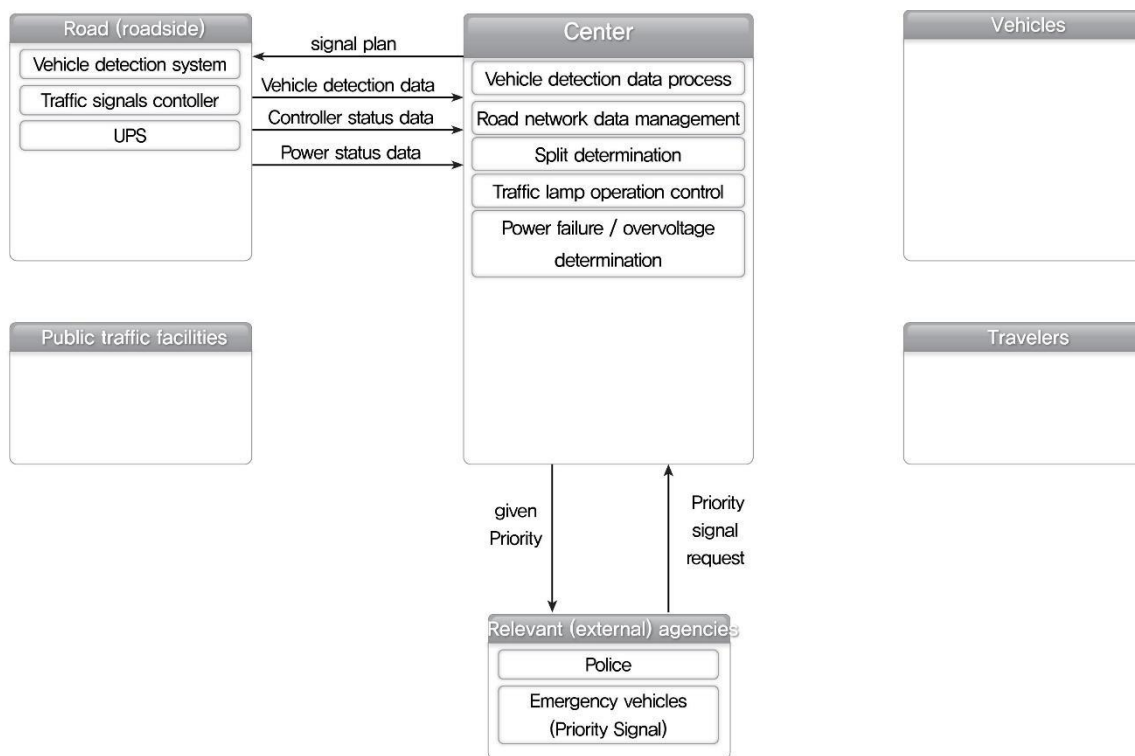 Road (roadside)
Vehicle detection system
Traffic signals contoller
UPS
signal plan
Vehicle detection data
Controller status data
Power status data
Center
Vehicle detection data process
Road network data management
Split determination
Traffic lamp operation control
Power failure / overvoltage
determination
Vehicles
Public traffic facilities
Travelers
given
Priority
Priority
signal
request
Relevant (external) agencies
Police
Emergency vehicles
(Priority Signal)